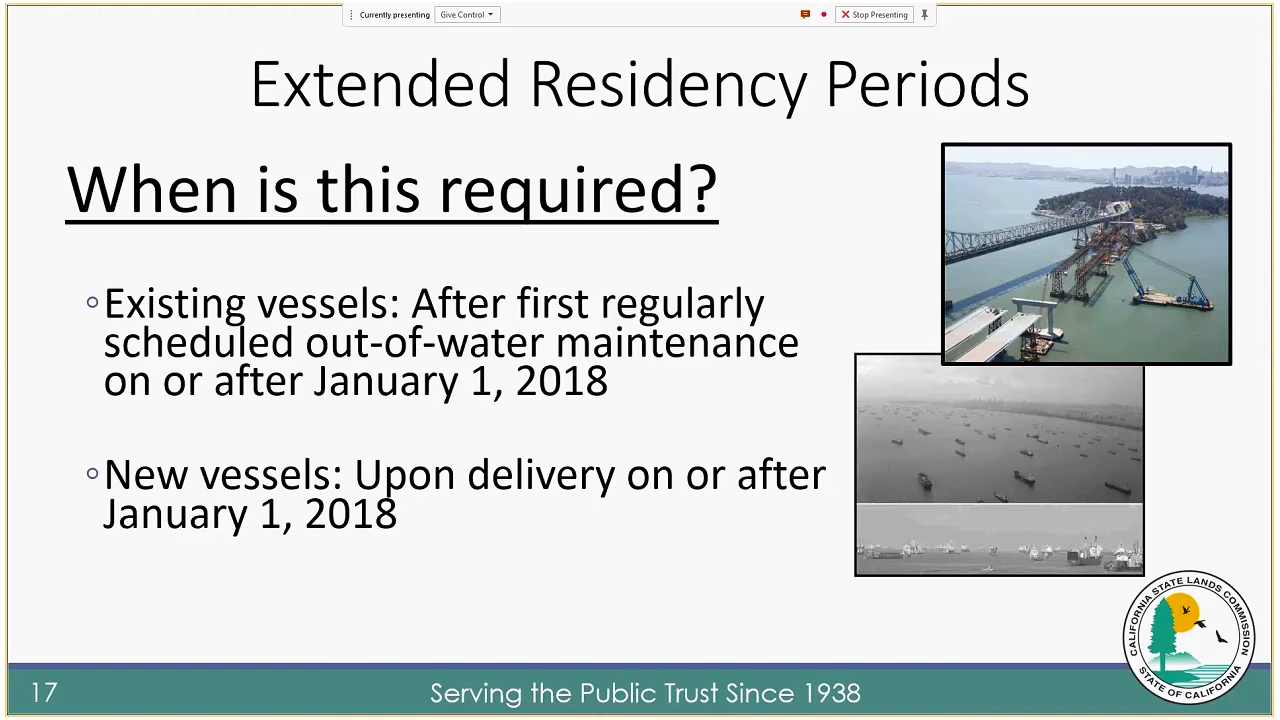 Currently presenting
Give Control
Stop Presenting
Extended Residency Periods
When is this required?
Existing vessels: After first regularly
scheduled out-of-water maintenance
on or after January 1, 2018
New vessels: Upon delivery on or after
January 1, 2018
CALIFORNIA STATE LANDS COMMISSION
STATE OF CALIFORNIA
17
Serving the Public Trust Since 1938